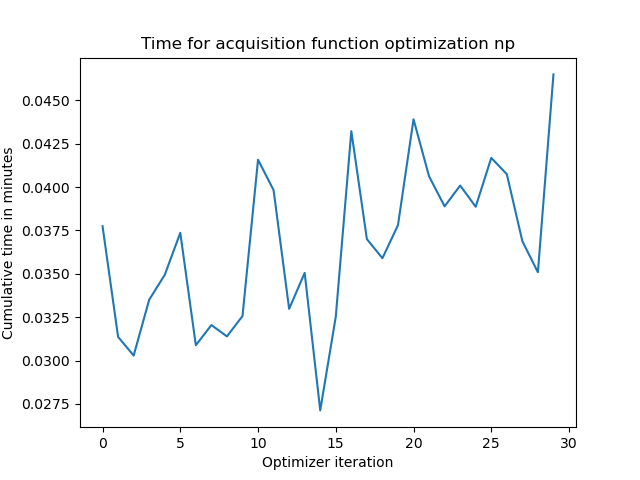 Time for acquisition function optimization np
Cumulative time in minutes
0.0450
0.0425
0.0400
0.0375
0.0350
0.0325
0.0300
0.0275
0 5 10 15 20 25 30
Optimizer iteration